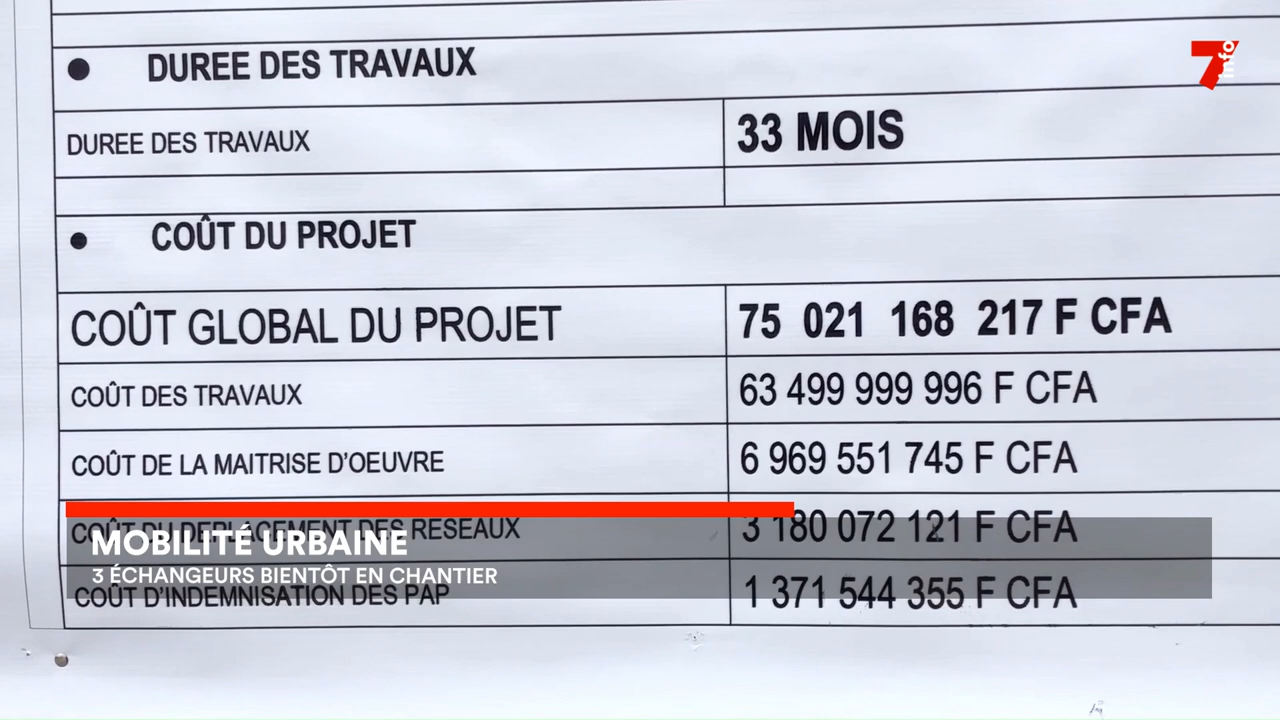 7info
● DUREE DES TRAVAUX
DUREE DES TRAVAUX 33 MOIS
● COÛT DU PROJET
COÛT GLOBAL DU PROJET 75 021 168 217 F CFA
COÛT DES TRAVAUX 63 499 999 996 F CFA
COÛT DE LA MAITRISE D'OEUVRE 6 969 551 745 F CFA
COÛT DU DEPLACEMENT DES RESEAUX 3 180 072 121 F CFA
MOBILITÉ URBAINE
3 ÉCHANGEURS BIENTÔT EN CHANTIER
COÛT D'INDEMNISATION DES PAP 1 371 544 355 F CFA